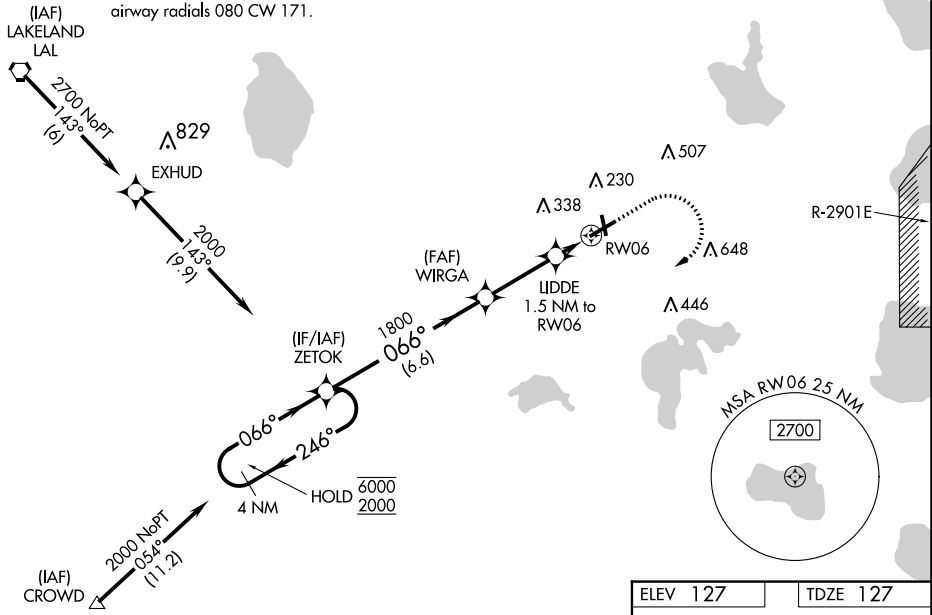 airway radials 080 CW 171.
(IAF)
LAKELAND
LAL
2700 NoPT
143°
(6)
829
EXHUD
2000
143°
(9.9)
507
230
338
R-2901E
RW06
648
(FAF)
WIRGA
LIDDE
1.5 NM to
RW06
446
(IF/IAF)
ZETOK
1800
066°
(6.6)
066°
246°
4 NM
HOLD 6000
2000
MSA RW06 25 NM
2700
2000 NoPT
054°
(11.2)
(IAF)
CROWD
ELEV 127
TDZE 127